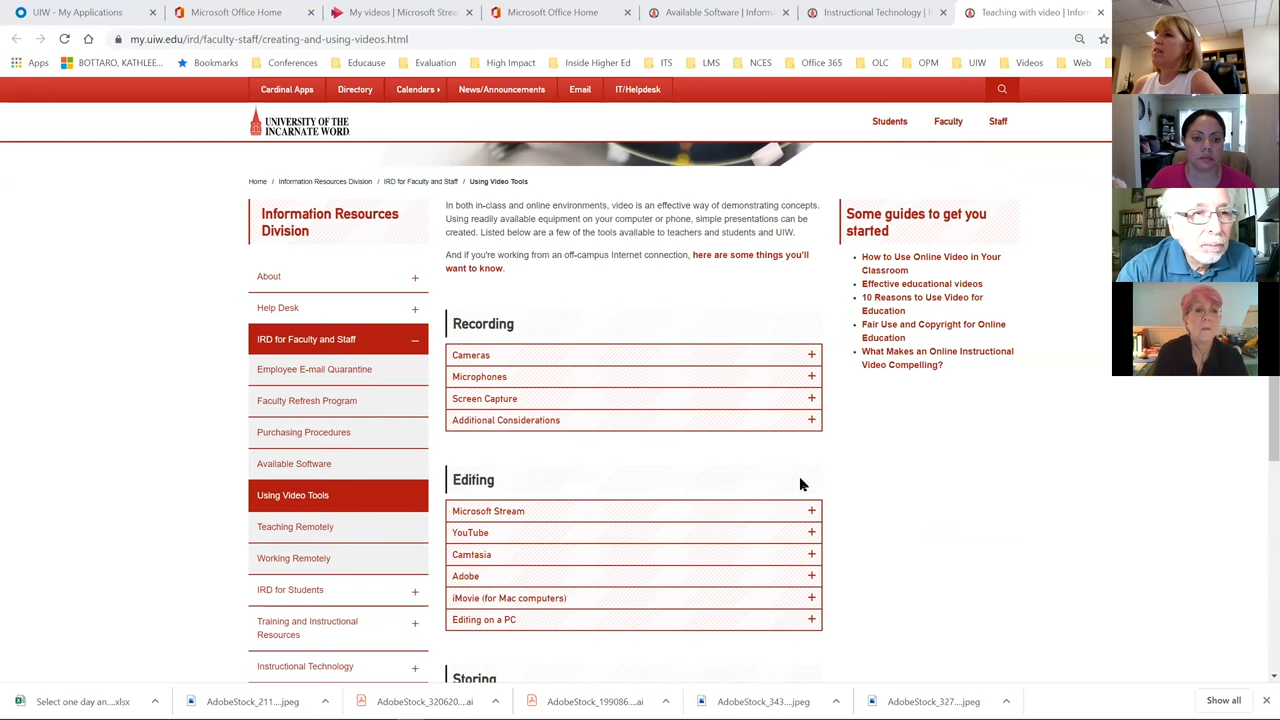 UIW - My Applications
Microsoft Office Home
My videos | Microsoft Strea
Microsoft Office Home
Available Software | Informa
Instructional Technology |
Teaching with video | Inform
my.uiw.edu/ird/faculty-staff/creating-and-using-videos.html
Apps
BOTTARO, KATHLEE...
Bookmarks
Conferences
Educause
Evaluation
High Impact
Inside Higher Ed
ITS
LMS
NCES
Office 365
OLC
OPM
UIW
Videos
Web
Cardinal Apps
Directory
Calendars
News/Announcements
Email
IT/Helpdesk
UNIVERSITY OF THE
INCARNATE WORD
Students
Faculty
Staff
Home / Information Resources Division / IRD for Faculty and Staff / Using Video Tools
Information Resources
Division
About
Help Desk
IRD for Faculty and Staff
Employee E-mail Quarantine
Faculty Refresh Program
Purchasing Procedures
Available Software
Using Video Tools
Teaching Remotely
Working Remotely
IRD for Students
Training and Instructional
Resources
Instructional Technology
In both in-class and online environments, video is an effective way of demonstrating concepts.
Using readily available equipment on your computer or phone, simple presentations can be
created. Listed below are a few of the tools available to teachers and students and UIW.
And if you're working from an off-campus Internet connection, here are some things you'll
want to know.
Recording
Cameras
Microphones
Screen Capture
Additional Considerations
Editing
Microsoft Stream
YouTube
Camtasia
Adobe
iMovie (for Mac computers)
Editing on a PC
Storing
Some guides to get you
started
How to Use Online Video in Your
Classroom
Effective educational videos
10 Reasons to Use Video for
Education
Fair Use and Copyright for Online
Education
What Makes an Online Instructional
Video Compelling?
Select one day an....xlsx
AdobeStock_211....jpeg
AdobeStock_320620....ai
AdobeStock_199086....ai
AdobeStock_343....jpeg
AdobeStock_327....jpeg
Show all